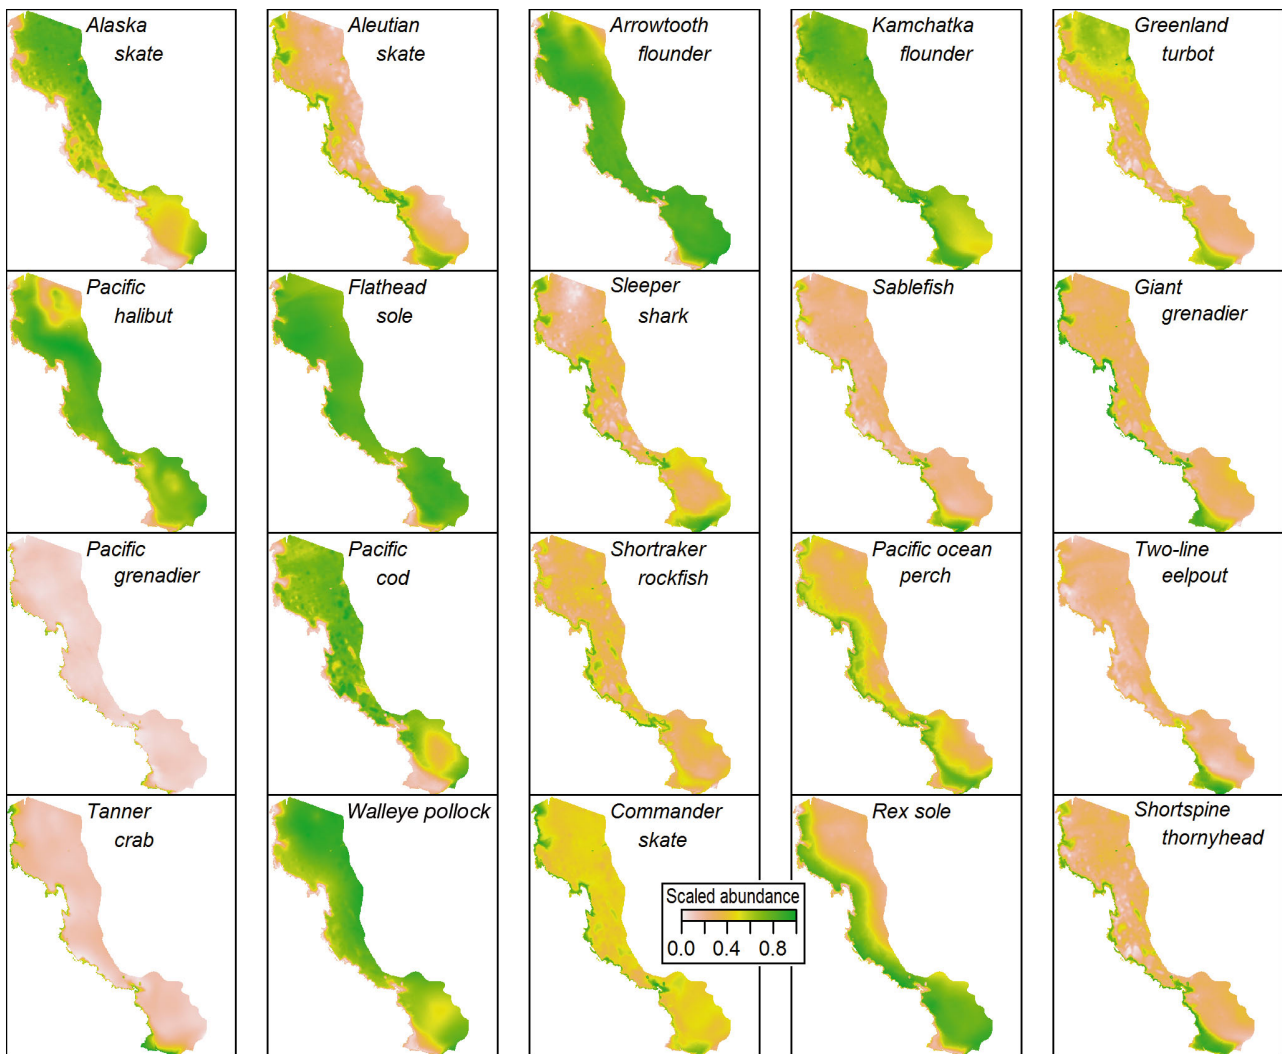 Alaska
skate
Aleutian
skate
Arrowtooth
flounder
Kamchatka
flounder
Greenland
turbot
Pacific
halibut
Flathead
sole
Sleeper
shark
Sablefish
Giant
grenadier
Pacific
grenadier
Pacific
cod
Shortraker
rockfish
Pacific ocean
perch
Two-line
eelpout
Tanner
crab
Walleye pollock
Commander
skate
Rex sole
Shortspine
thornyhead
Scaled abundance
0.0 0.4 0.8